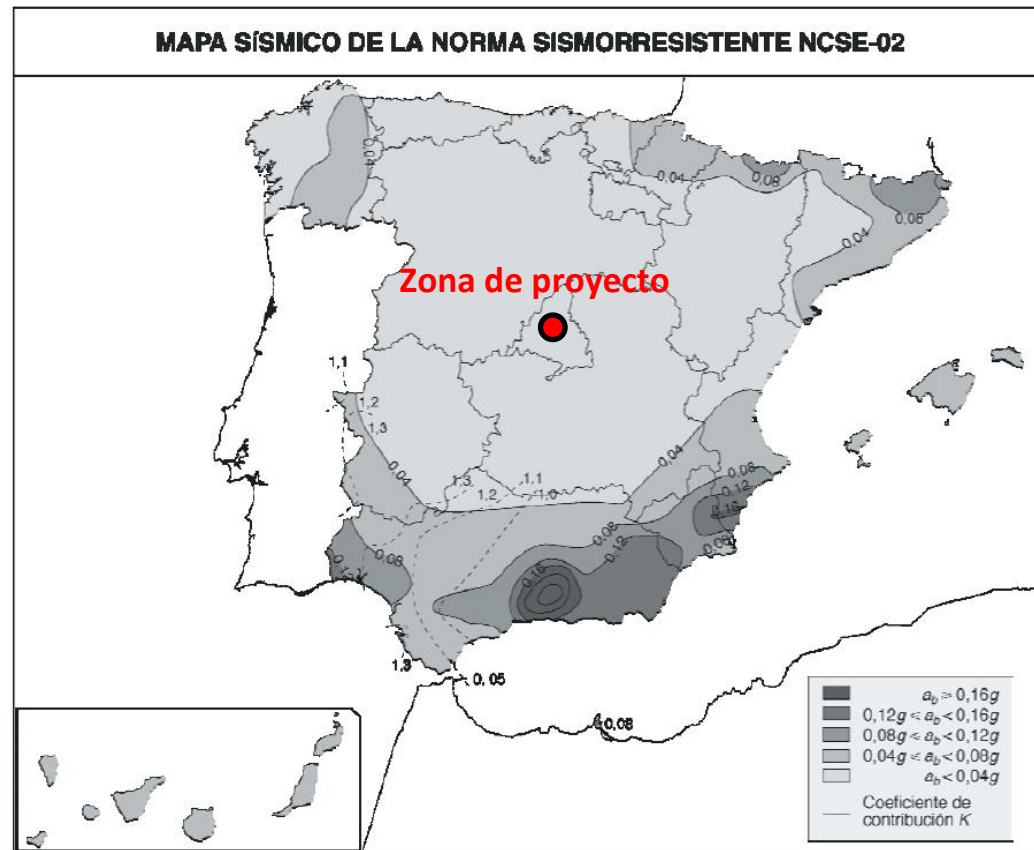 MAPA SÍSMICO DE LA NORMA SISMORRESISTENTE NCSE-02
0,04
0,04
0,08
0,08
0,04
Zona de proyecto
1,1
1,2
1,3
0,04
0,04
1,3
1,1
1,2
1,0
0,08
0,12
0,16
0,08
0,08
0,08
0,12
0,16
1,3
0, 05
0,08
a_b ≥ 0,16g
0,12g ≤ a_b < 0,16g
0,08g ≤ a_b < 0,12g
0,04g ≤ a_b < 0,08g
a_b < 0,04g
Coeficiente de
contribución K